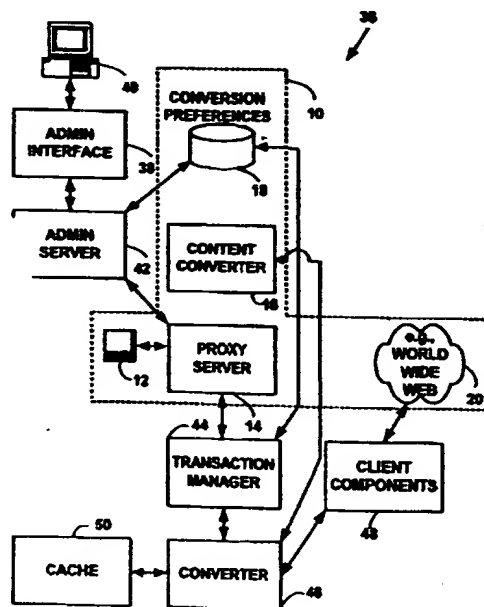 36
40
CONVERSION
PREFERENCES
10
ADMIN
INTERFACE
38
18
ADMIN
SERVER
42
CONTENT
CONVERTER
16
PROXY
SERVER
12
14
e.g.,
WORLD
WIDE
WEB
20
44
TRANSACTION
MANAGER
CLIENT
COMPONENTS
48
50
CACHE
CONVERTER
46